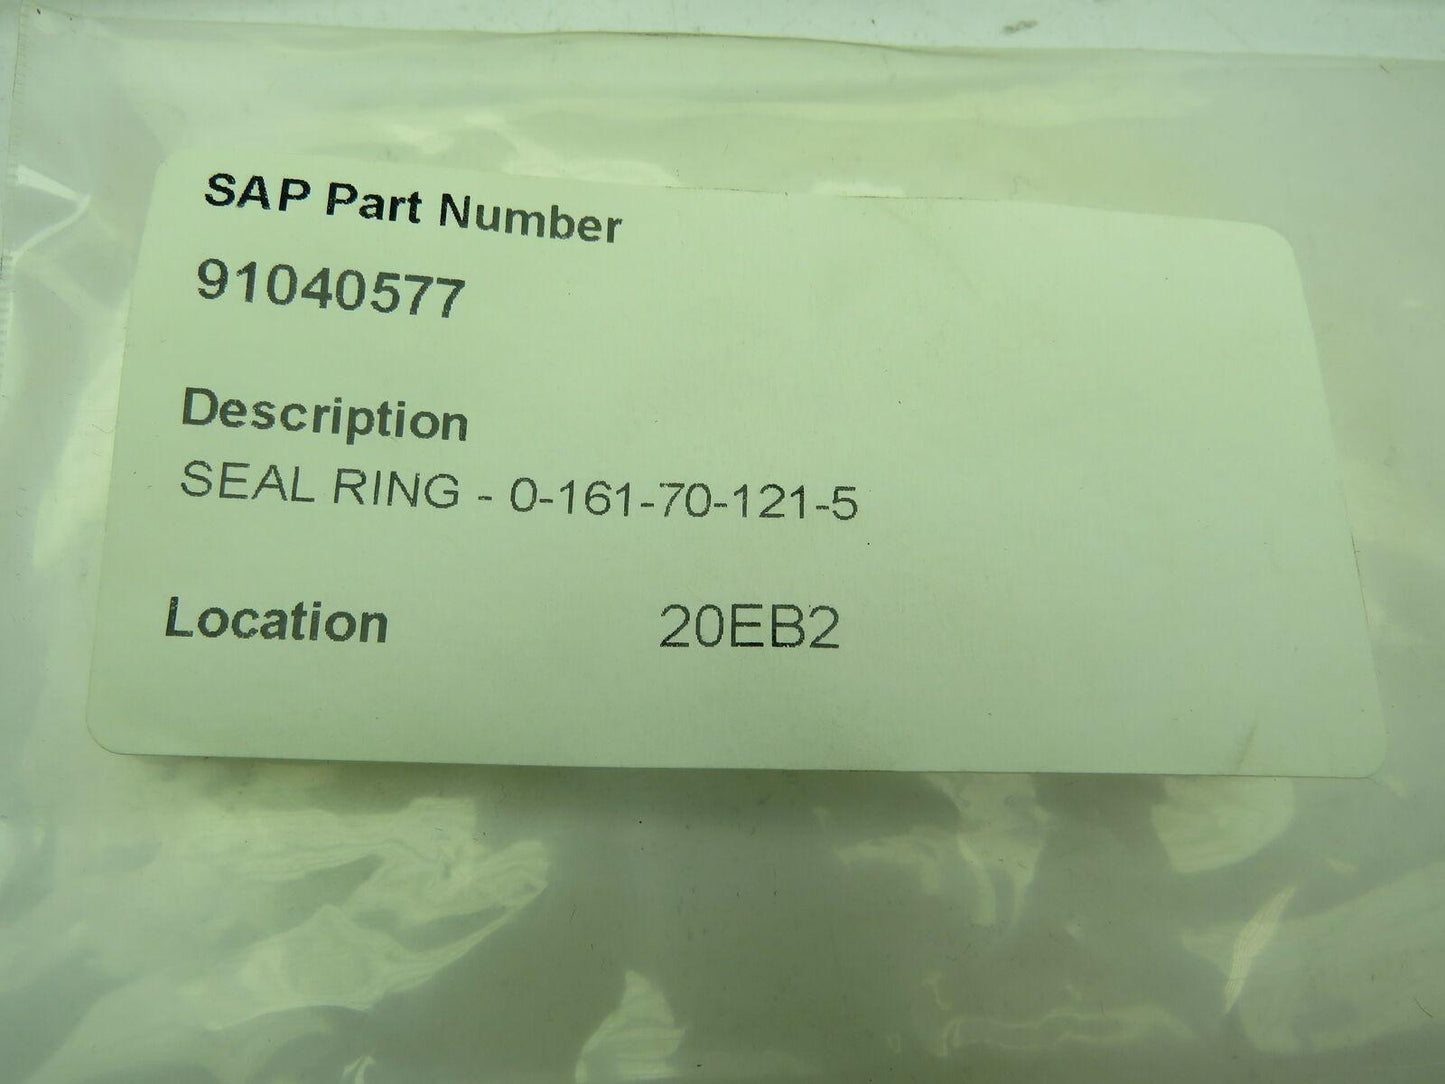 SAP Part Number
91040577
Description
SEAL RING - 0-161-70-121-5
Location 20EB2